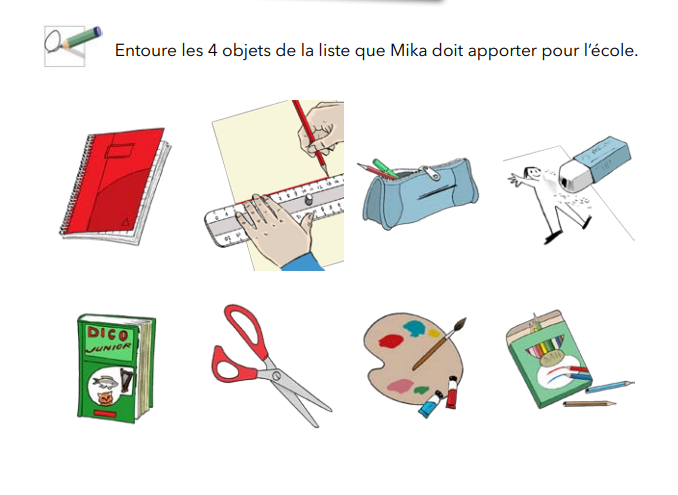 Entoure les 4 objets de la liste que Mika doit apporter pour l'école.
DICO
JUNIOR